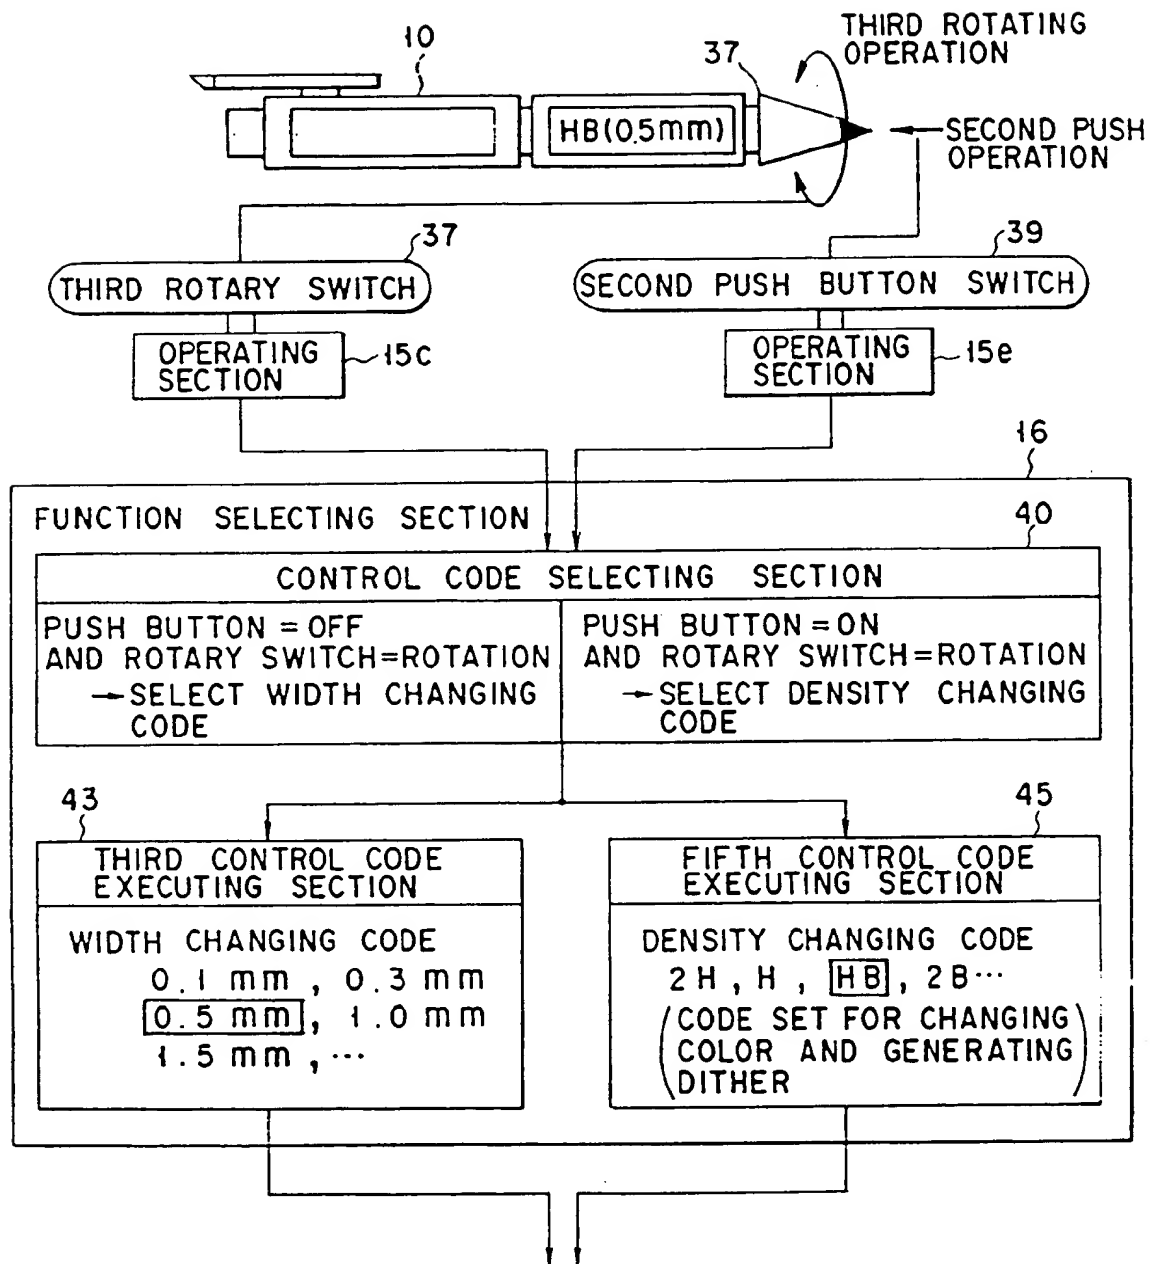 10
THIRD ROTATING
OPERATION
37
HB(0.5mm)
SECOND PUSH
OPERATION
37
39
THIRD ROTARY SWITCH
SECOND PUSH BUTTON SWITCH
OPERATING
SECTION
15c
OPERATING
SECTION
15e
16
FUNCTION SELECTING SECTION
40
CONTROL CODE SELECTING SECTION
PUSH BUTTON = OFF
AND ROTARY SWITCH=ROTATION
→ SELECT WIDTH CHANGING
CODE
PUSH BUTTON = ON
AND ROTARY SWITCH=ROTATION
→ SELECT DENSITY CHANGING
CODE
43
THIRD CONTROL CODE
EXECUTING SECTION
WIDTH CHANGING CODE
0.1 mm , 0.3 mm
0.5 mm , 1.0 mm
1.5 mm , ...
45
FIFTH CONTROL CODE
EXECUTING SECTION
DENSITY CHANGING CODE
2H , H , HB , 2B...
(CODE SET FOR CHANGING
COLOR AND GENERATING
DITHER)